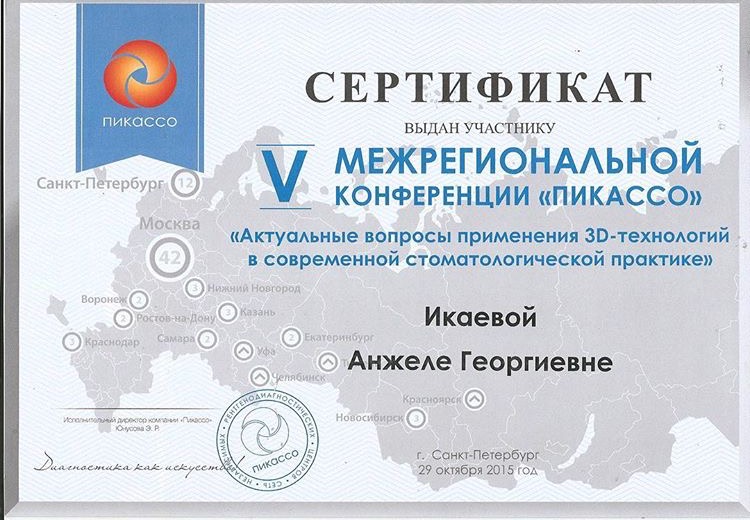 ПИКАССО
СЕРТИФИКАТ
ВЫДАН УЧАСТНИКУ
V МЕЖРЕГИОНАЛЬНОЙ
КОНФЕРЕНЦИИ «ПИКАССО»
«Актуальные вопросы применения 3D-технологий
в современной стоматологической практике»
Икаевой
Анжеле Георгиевне
Санкт-Петербург 12
Москва
42
3 Нижний Новгород
Воронеж 2
3 Казань
2 Ростов-на-Дону
Самара 2
2 Екатеринбург
3 Краснодар
Уфа
Челябинск
Красноярск
Новосибирск 3
Исполнительный директор компании «Пикассо»
Юнусова Э. Р.
Диагностика как искусство!
НЕЗАВИСИМЫХ РЕНТГЕНОДИАГНОСТИЧЕСКИХ ЦЕНТРОВ • СЕТЬ
ПИКАССО
г. Санкт-Петербург
29 октября 2015 год